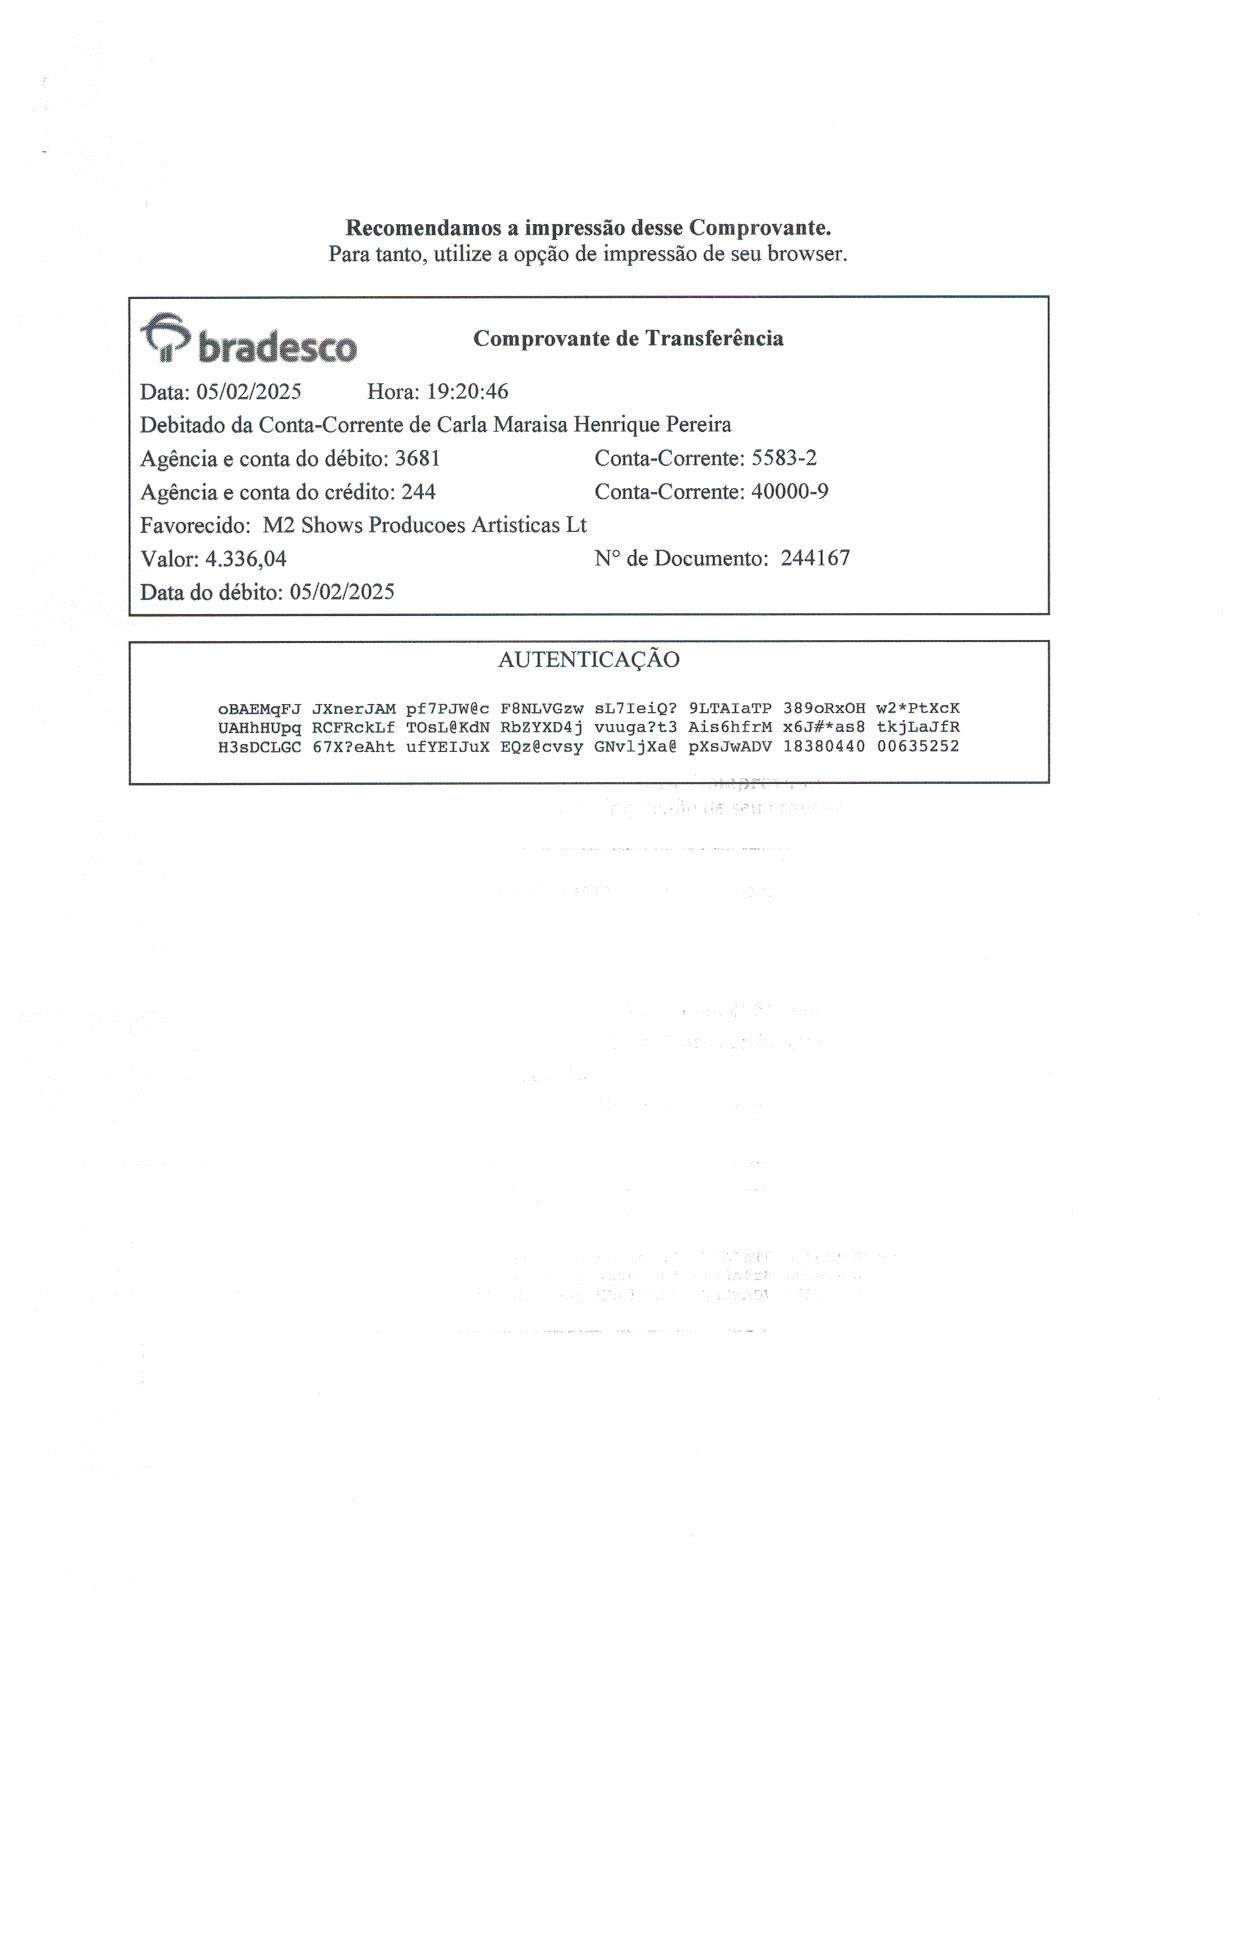 Recomendamos a impressão desse Comprovante.
Para tanto, utilize a opção de impressão de seu browser.
bradesco
Comprovante de Transferência
Data: 05/02/2025 Hora: 19:20:46
Debitado da Conta-Corrente de Carla Maraisa Henrique Pereira
Agência e conta do débito: 3681 Conta-Corrente: 5583-2
Agência e conta do crédito: 244 Conta-Corrente: 40000-9
Favorecido: M2 Shows Producoes Artisticas Lt
Valor: 4.336,04 N° de Documento: 244167
Data do débito: 05/02/2025
AUTENTICAÇÃO
oBAEMqFJ JXnerJAM pf7PJW@c F8NLVGzw sL7IeiQ? 9LTAIaTP 389oRxOH w2*PtXcK
UAHhHUpq RCFRckLf TOsL@KdN RbZYXD4j vuuga?t3 Ais6hfrM x6J#*as8 tkjLaJfR
H3sDCLGC 67X?eAht ufYEIJuX EQz@cvsy GNvljXa@ pXsJwADV 18380440 00635252
de seu